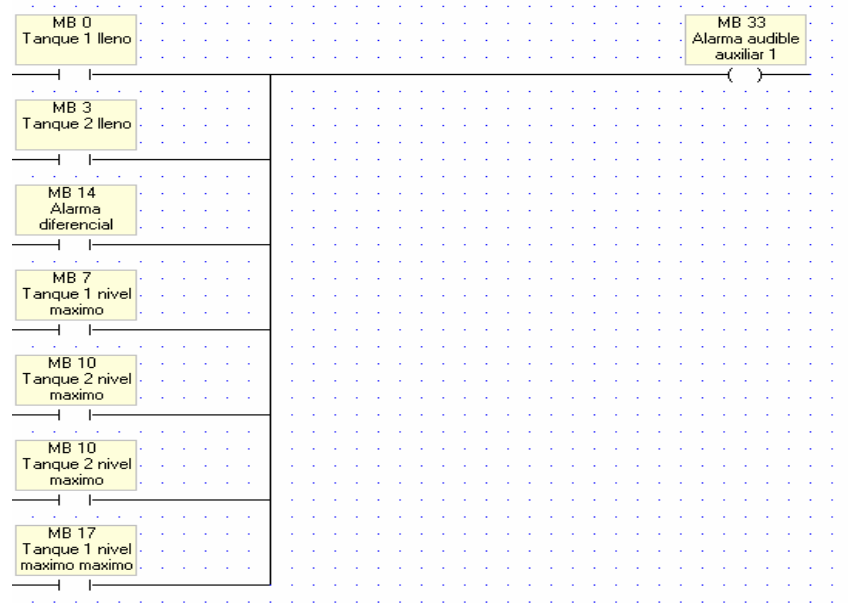 MB 0
Tanque 1 lleno
MB 33
Alarma audible
auxiliar 1
MB 3
Tanque 2 lleno
MB 14
Alarma
diferencial
MB 7
Tanque 1 nivel
maximo
MB 10
Tanque 2 nivel
maximo
MB 10
Tanque 2 nivel
maximo
MB 17
Tanque 1 nivel
maximo maximo